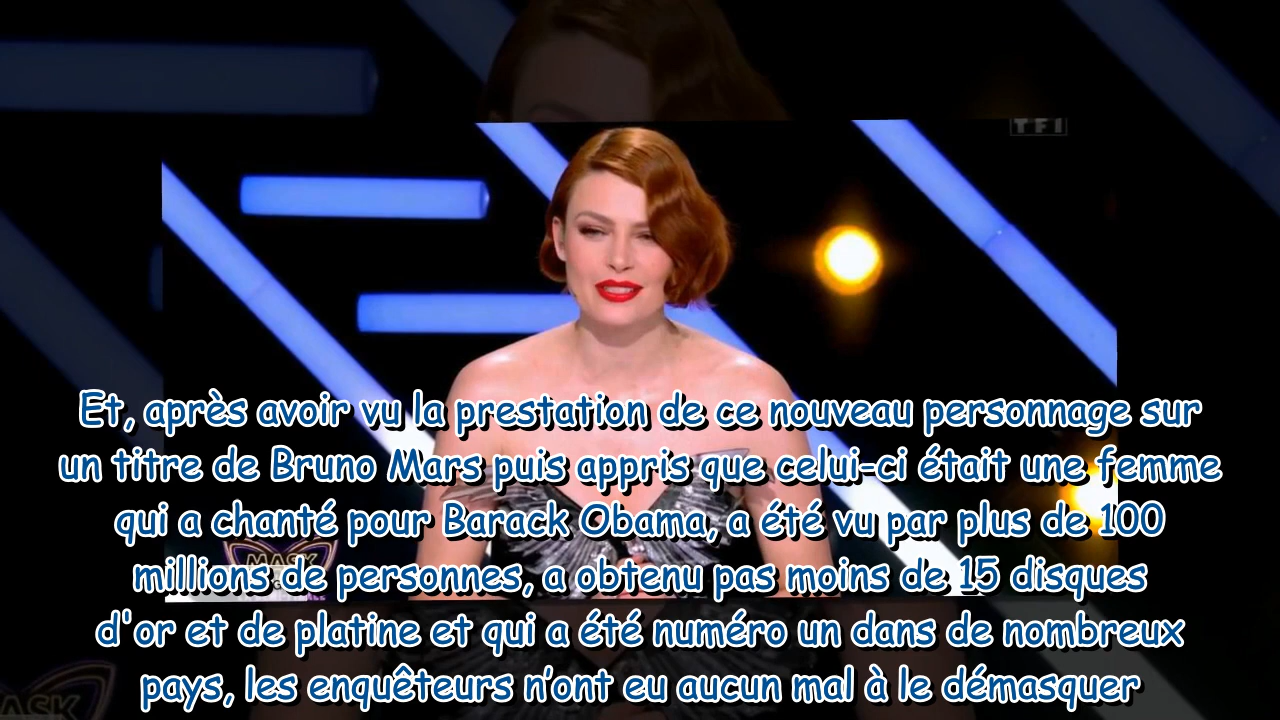 TF1
Et, après avoir vu la prestation de ce nouveau personnage sur
un titre de Bruno Mars puis appris que celui-ci était une femme
qui a chanté pour Barack Obama, a été vu par plus de 100
millions de personnes, a obtenu pas moins de 15 disques
d'or et de platine et qui a été numéro un dans de nombreux
pays, les enquêteurs n’ont eu aucun mal à le démasquer
MASK